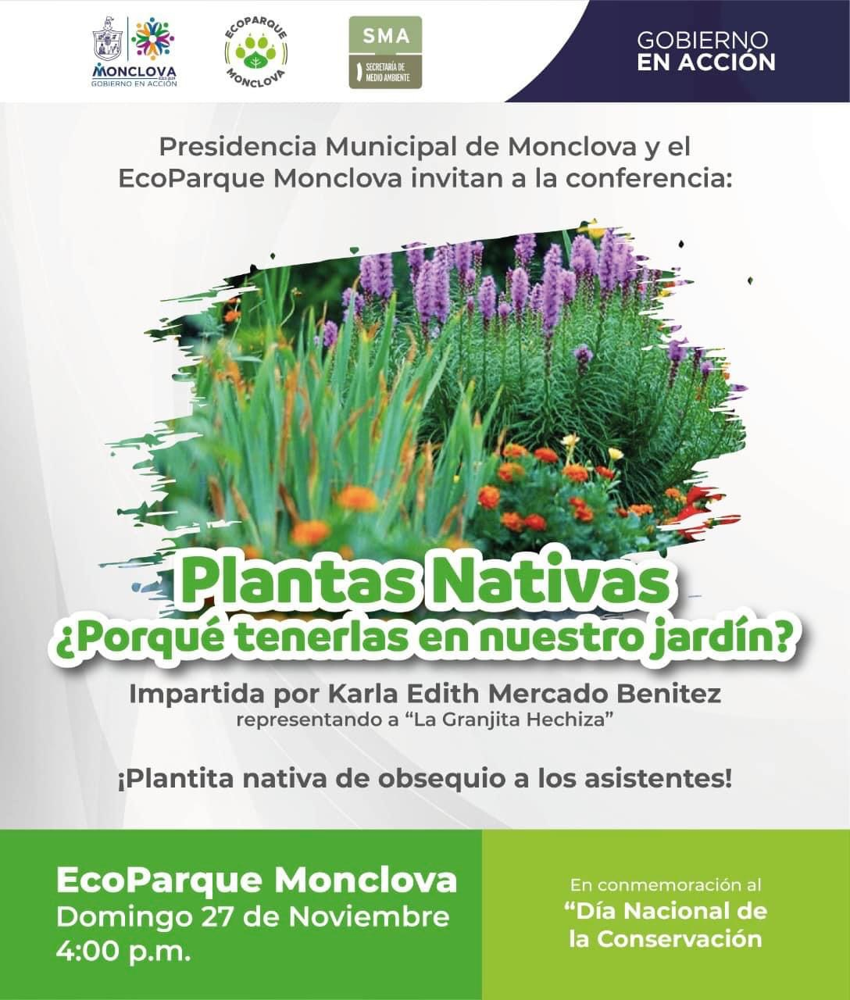 MONCLOVA
GOBIERNO EN ACCIÓN
ECOPARQUE
MONCLOVA
SMA
SECRETARÍA DE
MEDIO AMBIENTE
GOBIERNO
EN ACCIÓN
Presidencia Municipal de Monclova y el
EcoParque Monclova invitan a la conferencia:
Plantas Nativas
¿Porqué tenerlas en nuestro jardín?
Impartida por Karla Edith Mercado Benitez
representando a “La Granjita Hechiza”
¡Plantita nativa de obsequio a los asistentes!
EcoParque Monclova
Domingo 27 de Noviembre
4:00 p.m.
En conmemoración al
“Día Nacional de
la Conservación